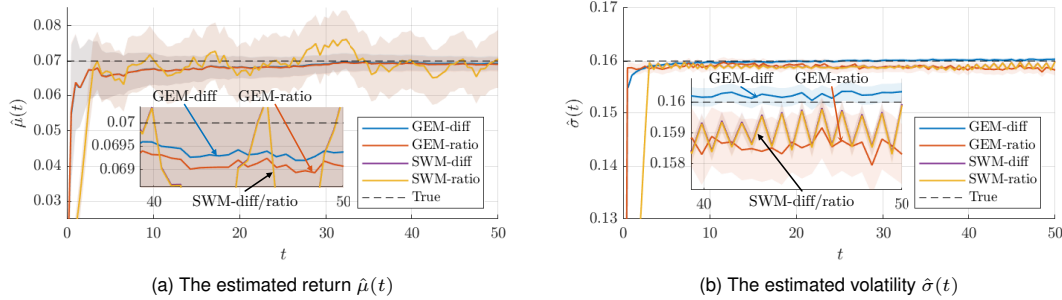 0.08
0.07
0.06
0.05
0.04
0.03
μ̂(t)
GEM-diff
GEM-ratio
0.07
0.0695
0.069
40
50
SWM-diff/ratio
GEM-diff
GEM-ratio
SWM-diff
SWM-ratio
True
0 10 20 30 40 50
t
(a) The estimated return μ̂(t)
0.17
0.16
0.15
0.14
0.13
σ̂(t)
GEM-diff
GEM-ratio
0.16
0.159
0.158
40
50
SWM-diff/ratio
GEM-diff
GEM-ratio
SWM-diff
SWM-ratio
True
0 10 20 30 40 50
t
(b) The estimated volatility σ̂(t)